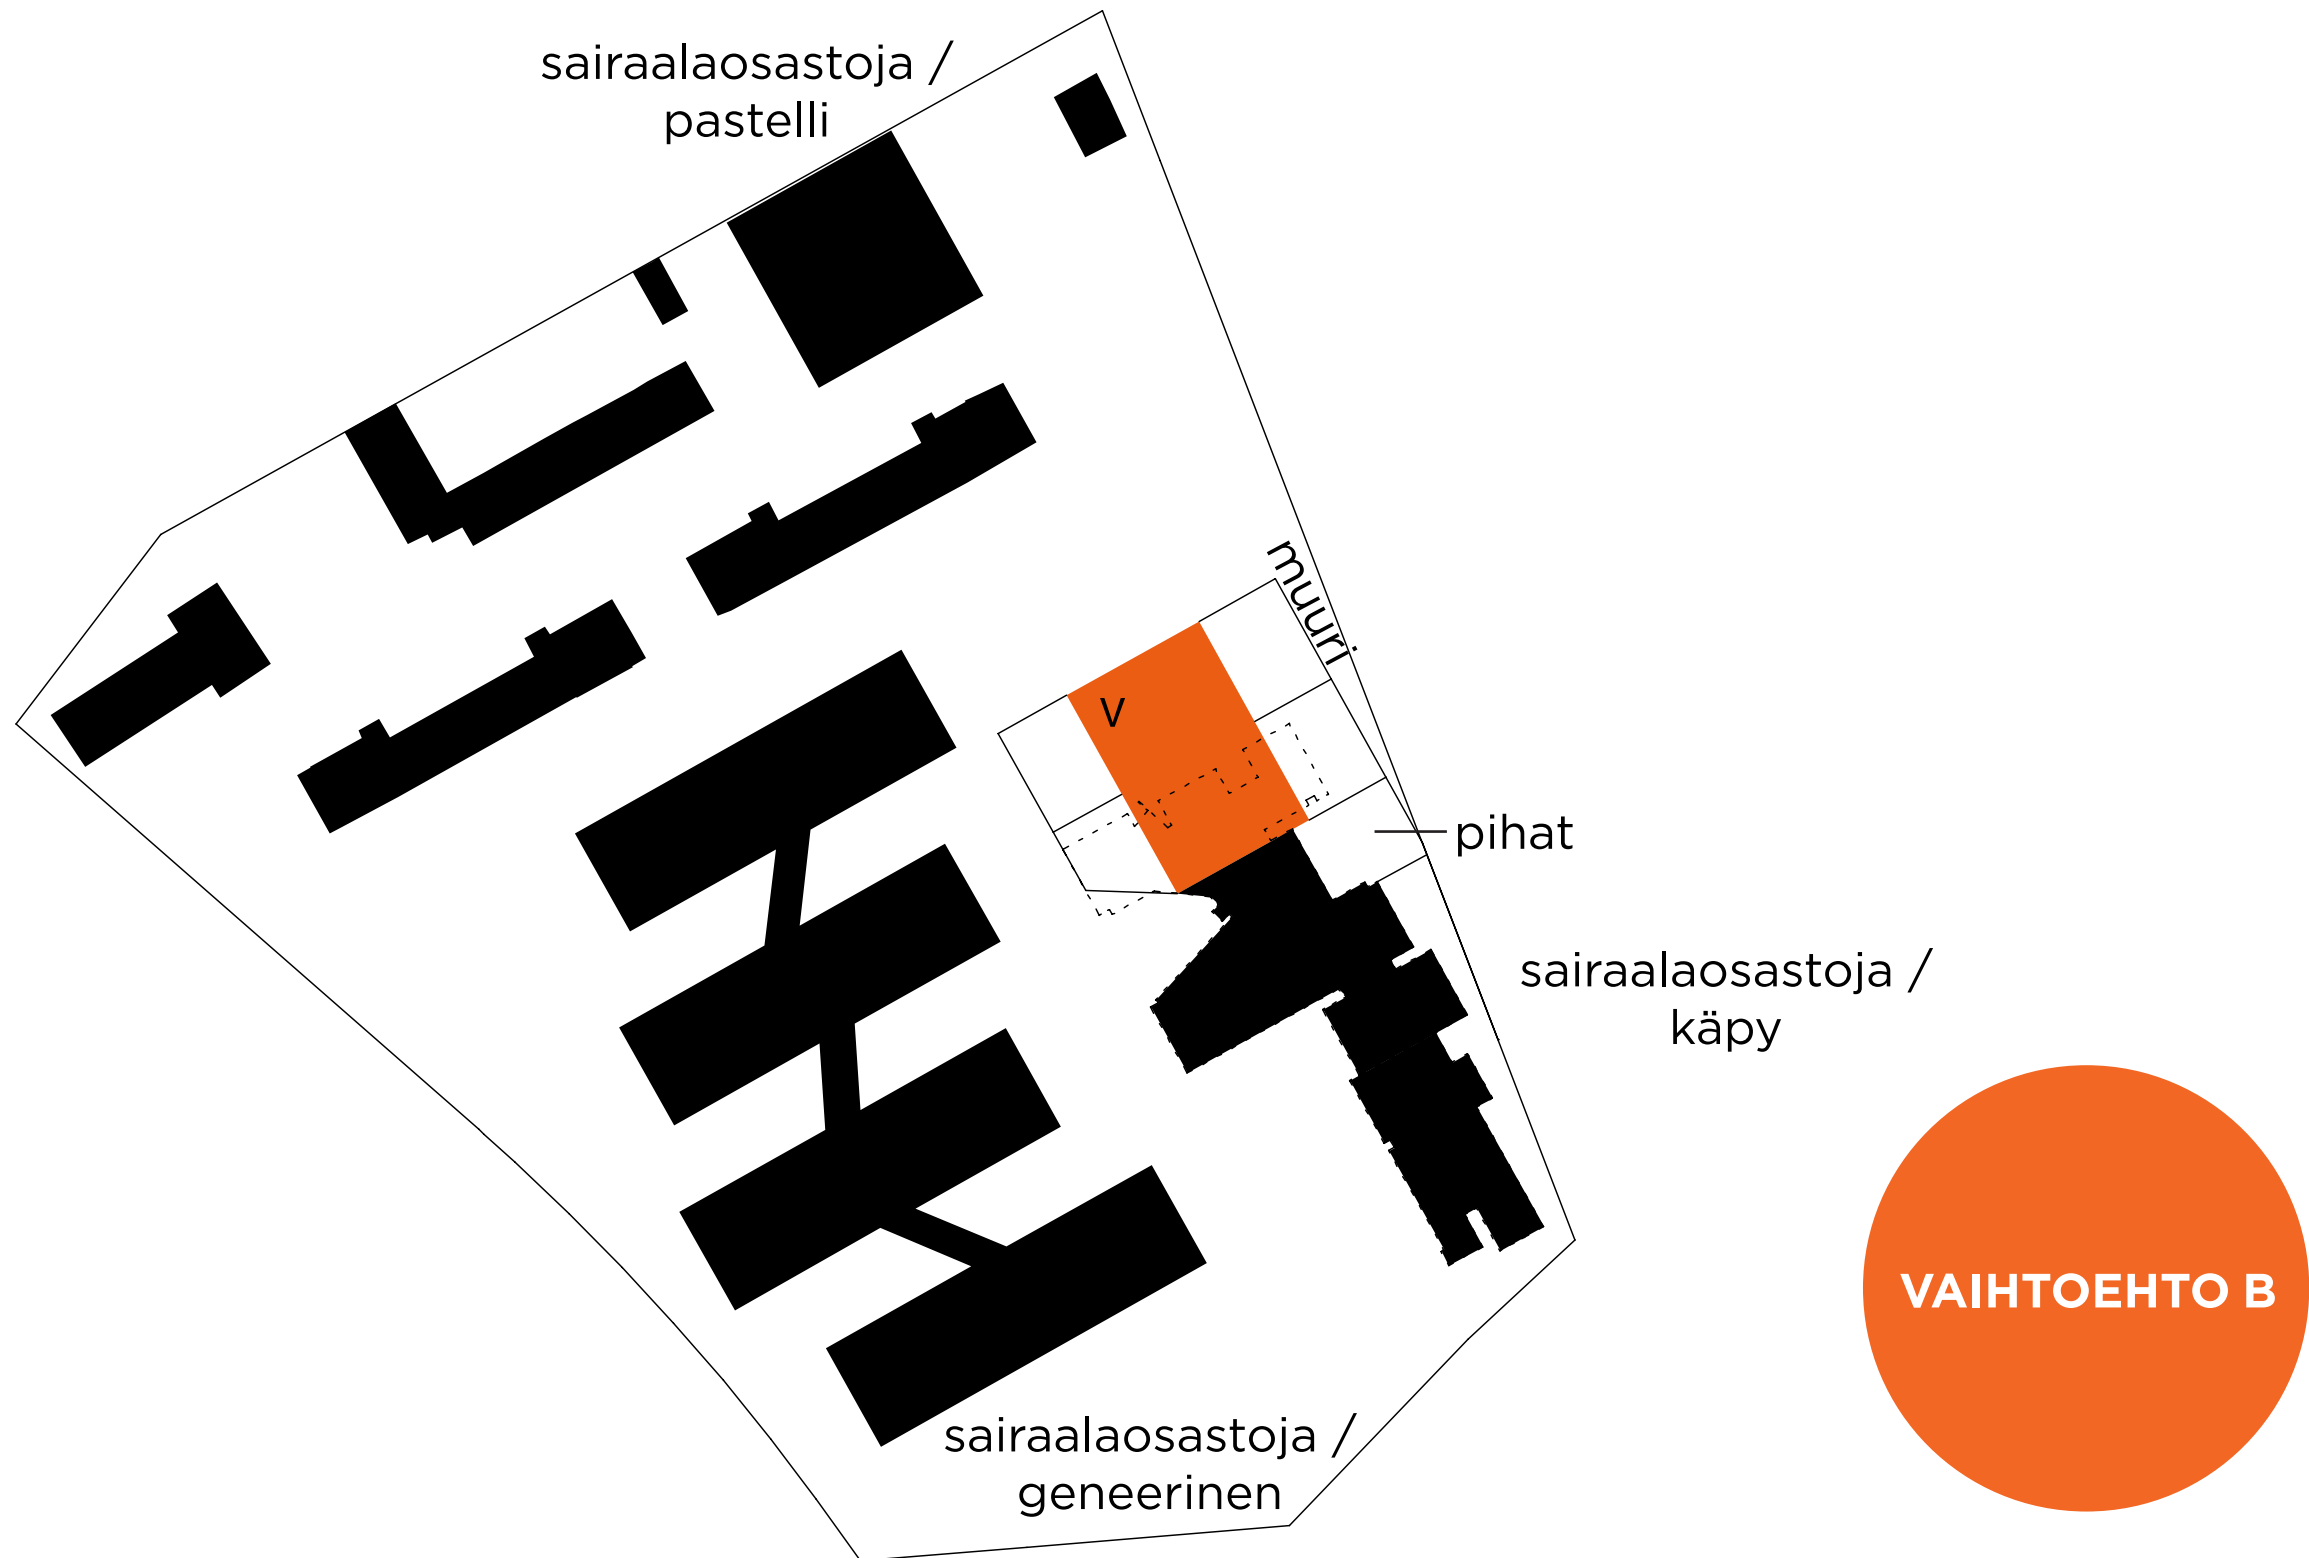 sairaalaosastoja /
pastelli
muuri
V
pihat
sairaalaosastoja /
käpy
VAIHTOEHTO B
sairaalaosastoja /
geneerinen